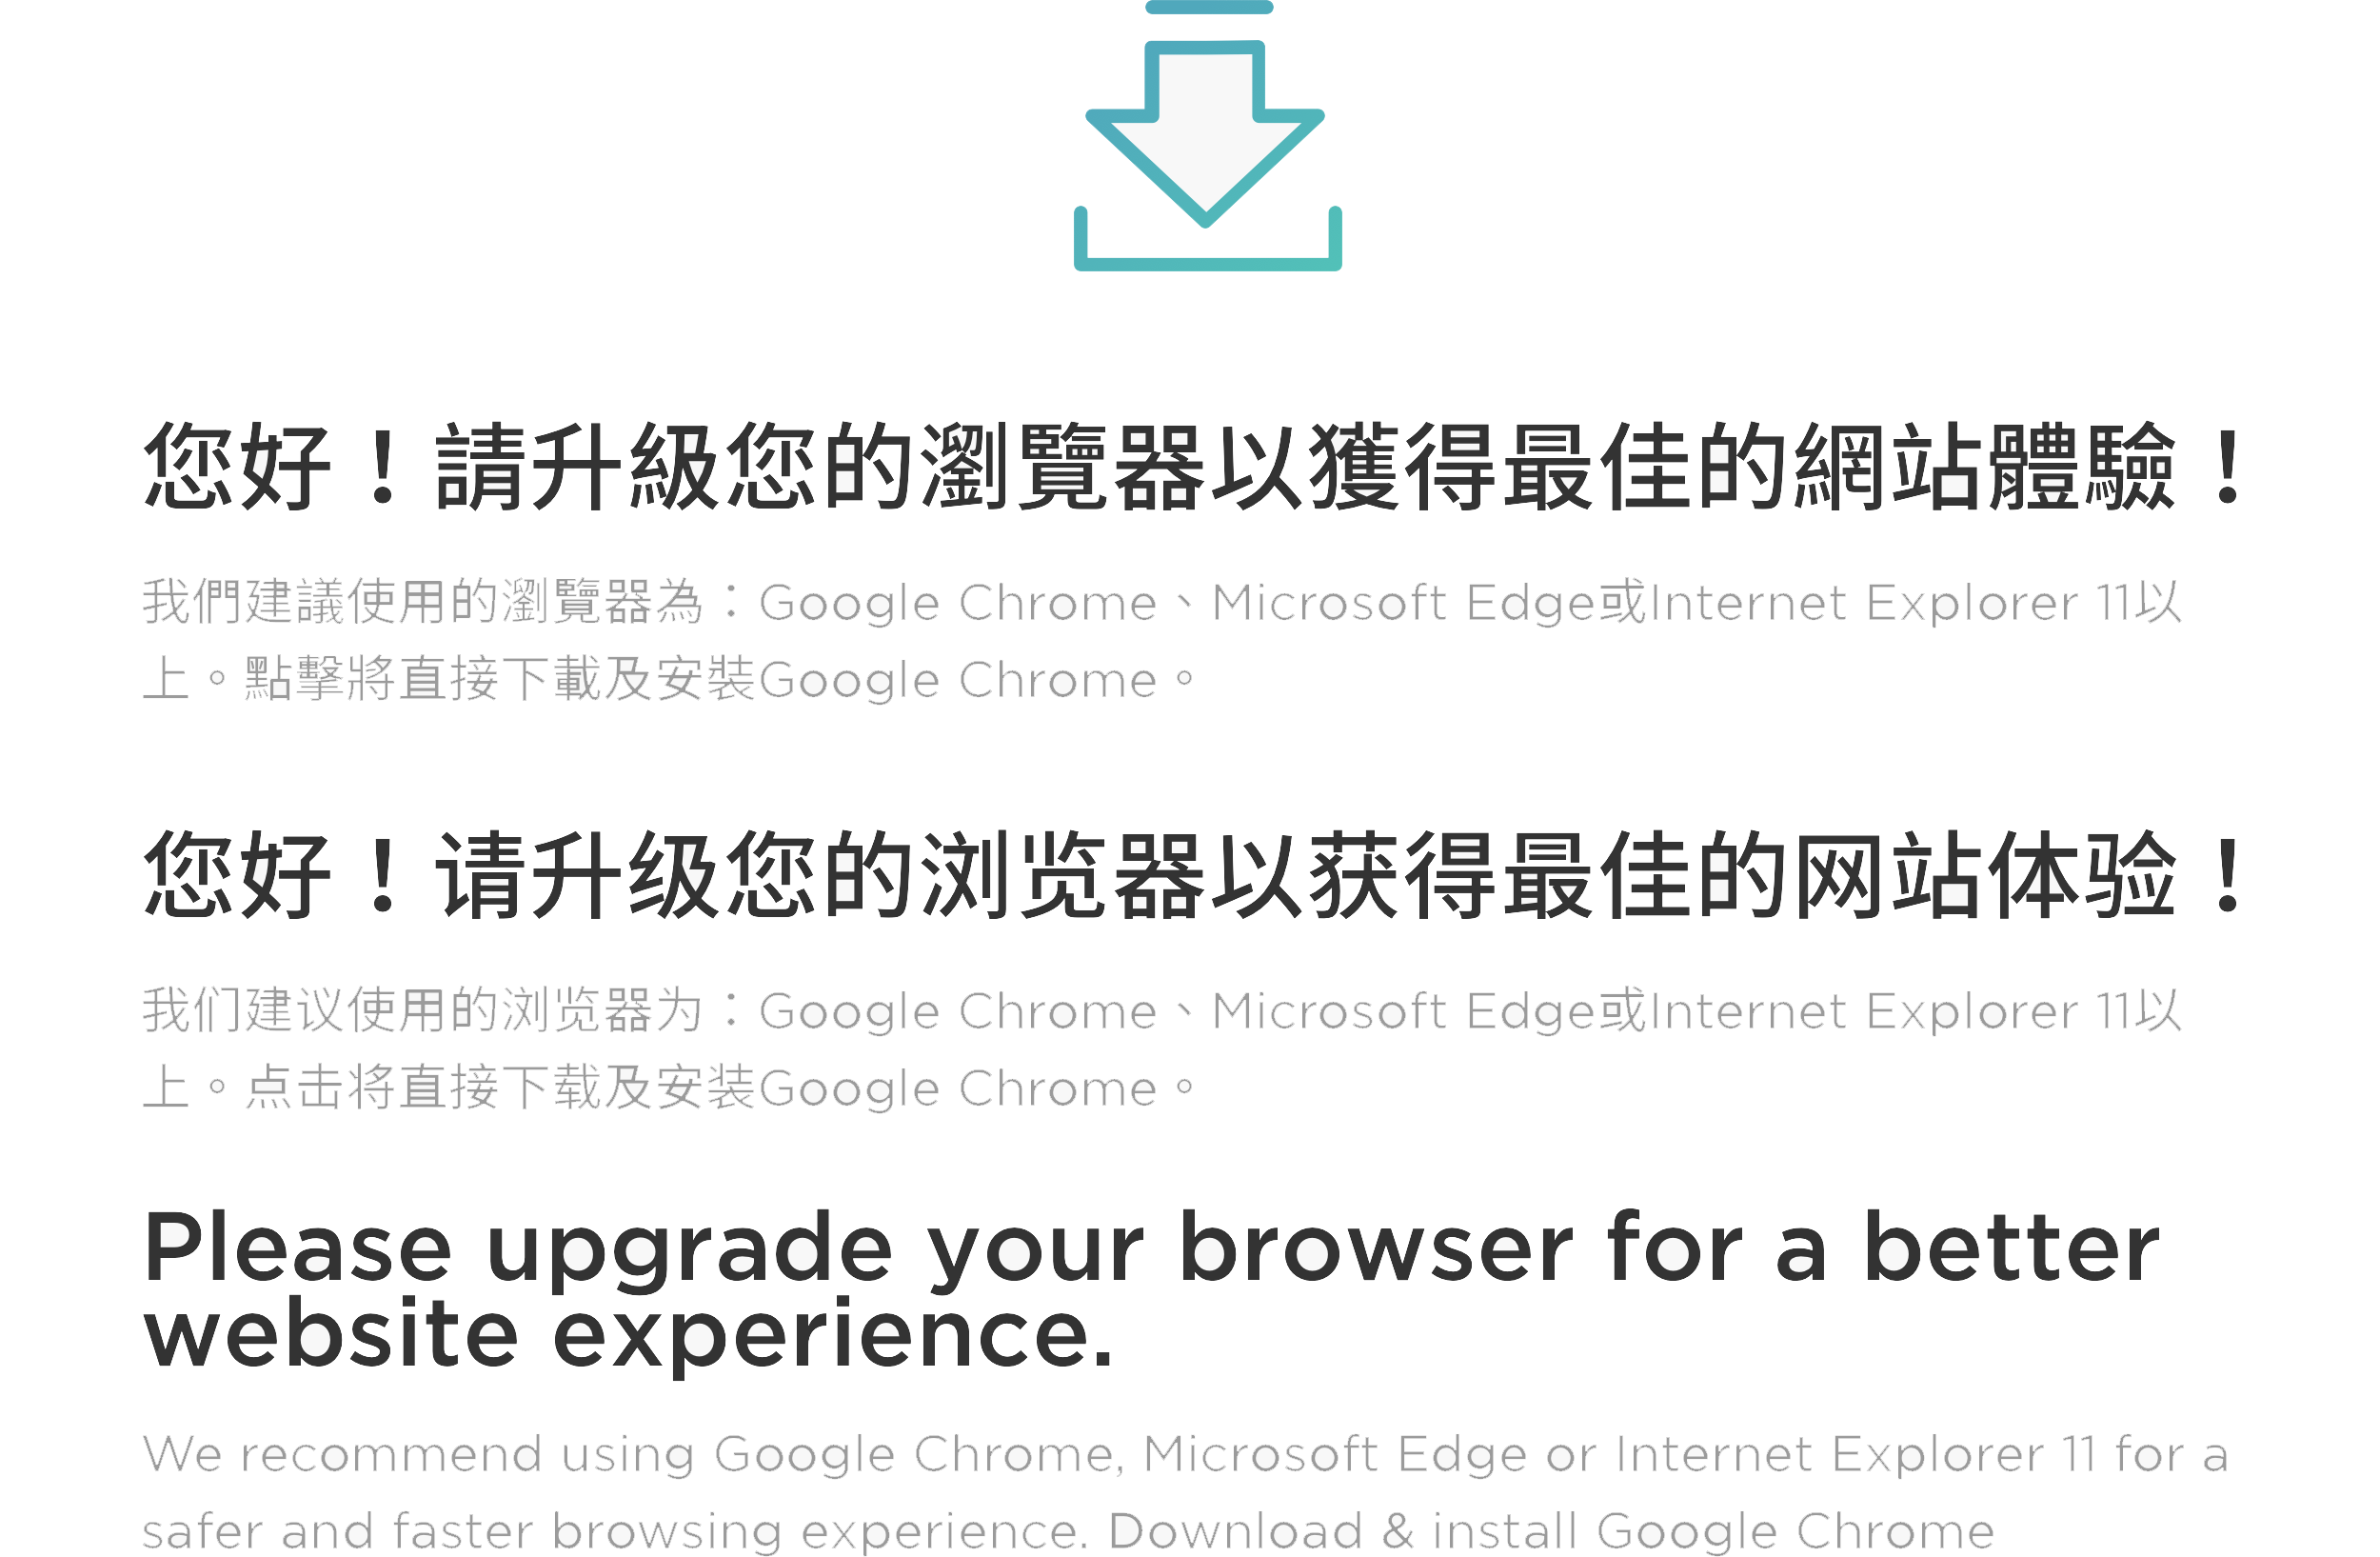 您好！請升級您的瀏覽器以獲得最佳的網站體驗！
我們建議使用的瀏覽器為：Google Chrome、Microsoft Edge或Internet Explorer 11以
上。點擊將直接下載及安裝Google Chrome。
您好！请升级您的浏览器以获得最佳的网站体验！
我们建议使用的浏览器为：Google Chrome、Microsoft Edge或Internet Explorer 11以
上。点击将直接下载及安装Google Chrome。
Please upgrade your browser for a better
website experience.
We recommend using Google Chrome, Microsoft Edge or Internet Explorer 11 for a
safer and faster browsing experience. Download & install Google Chrome